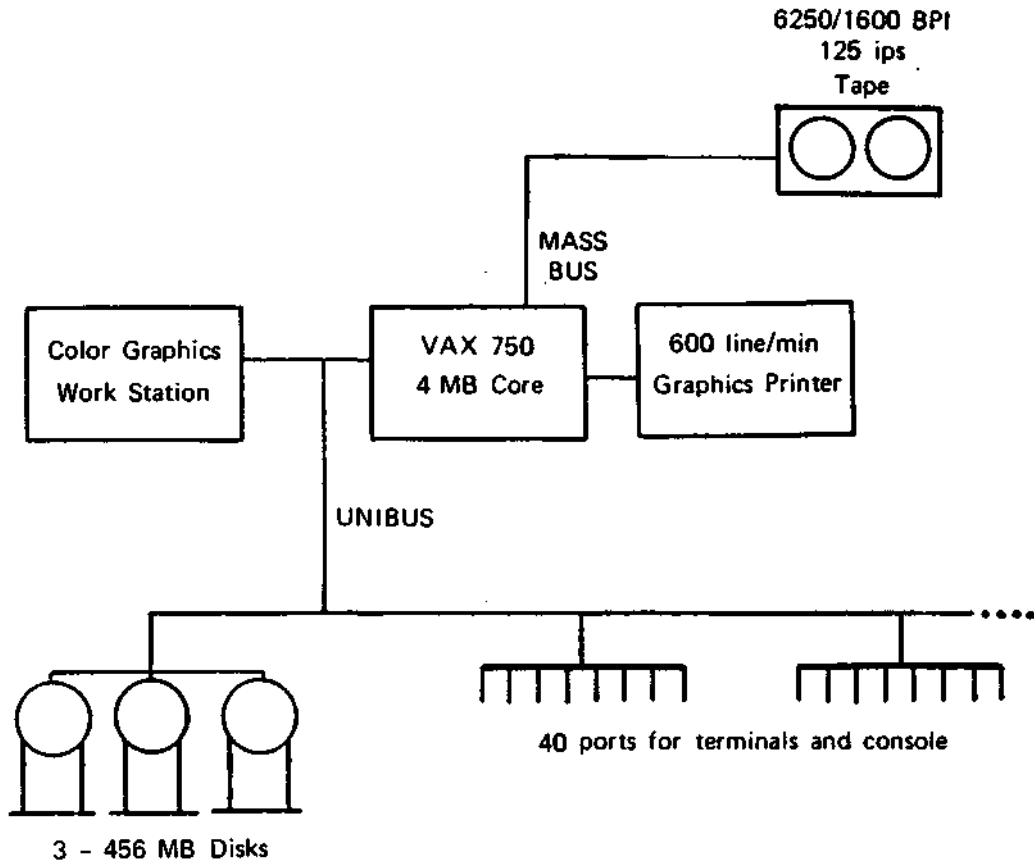 6250/1600 BPI
125 ips
Tape
MASS
BUS
Color Graphics
Work Station
VAX 750
4 MB Core
600 line/min
Graphics Printer
UNIBUS
40 ports for terminals and console
3 - 456 MB Disks